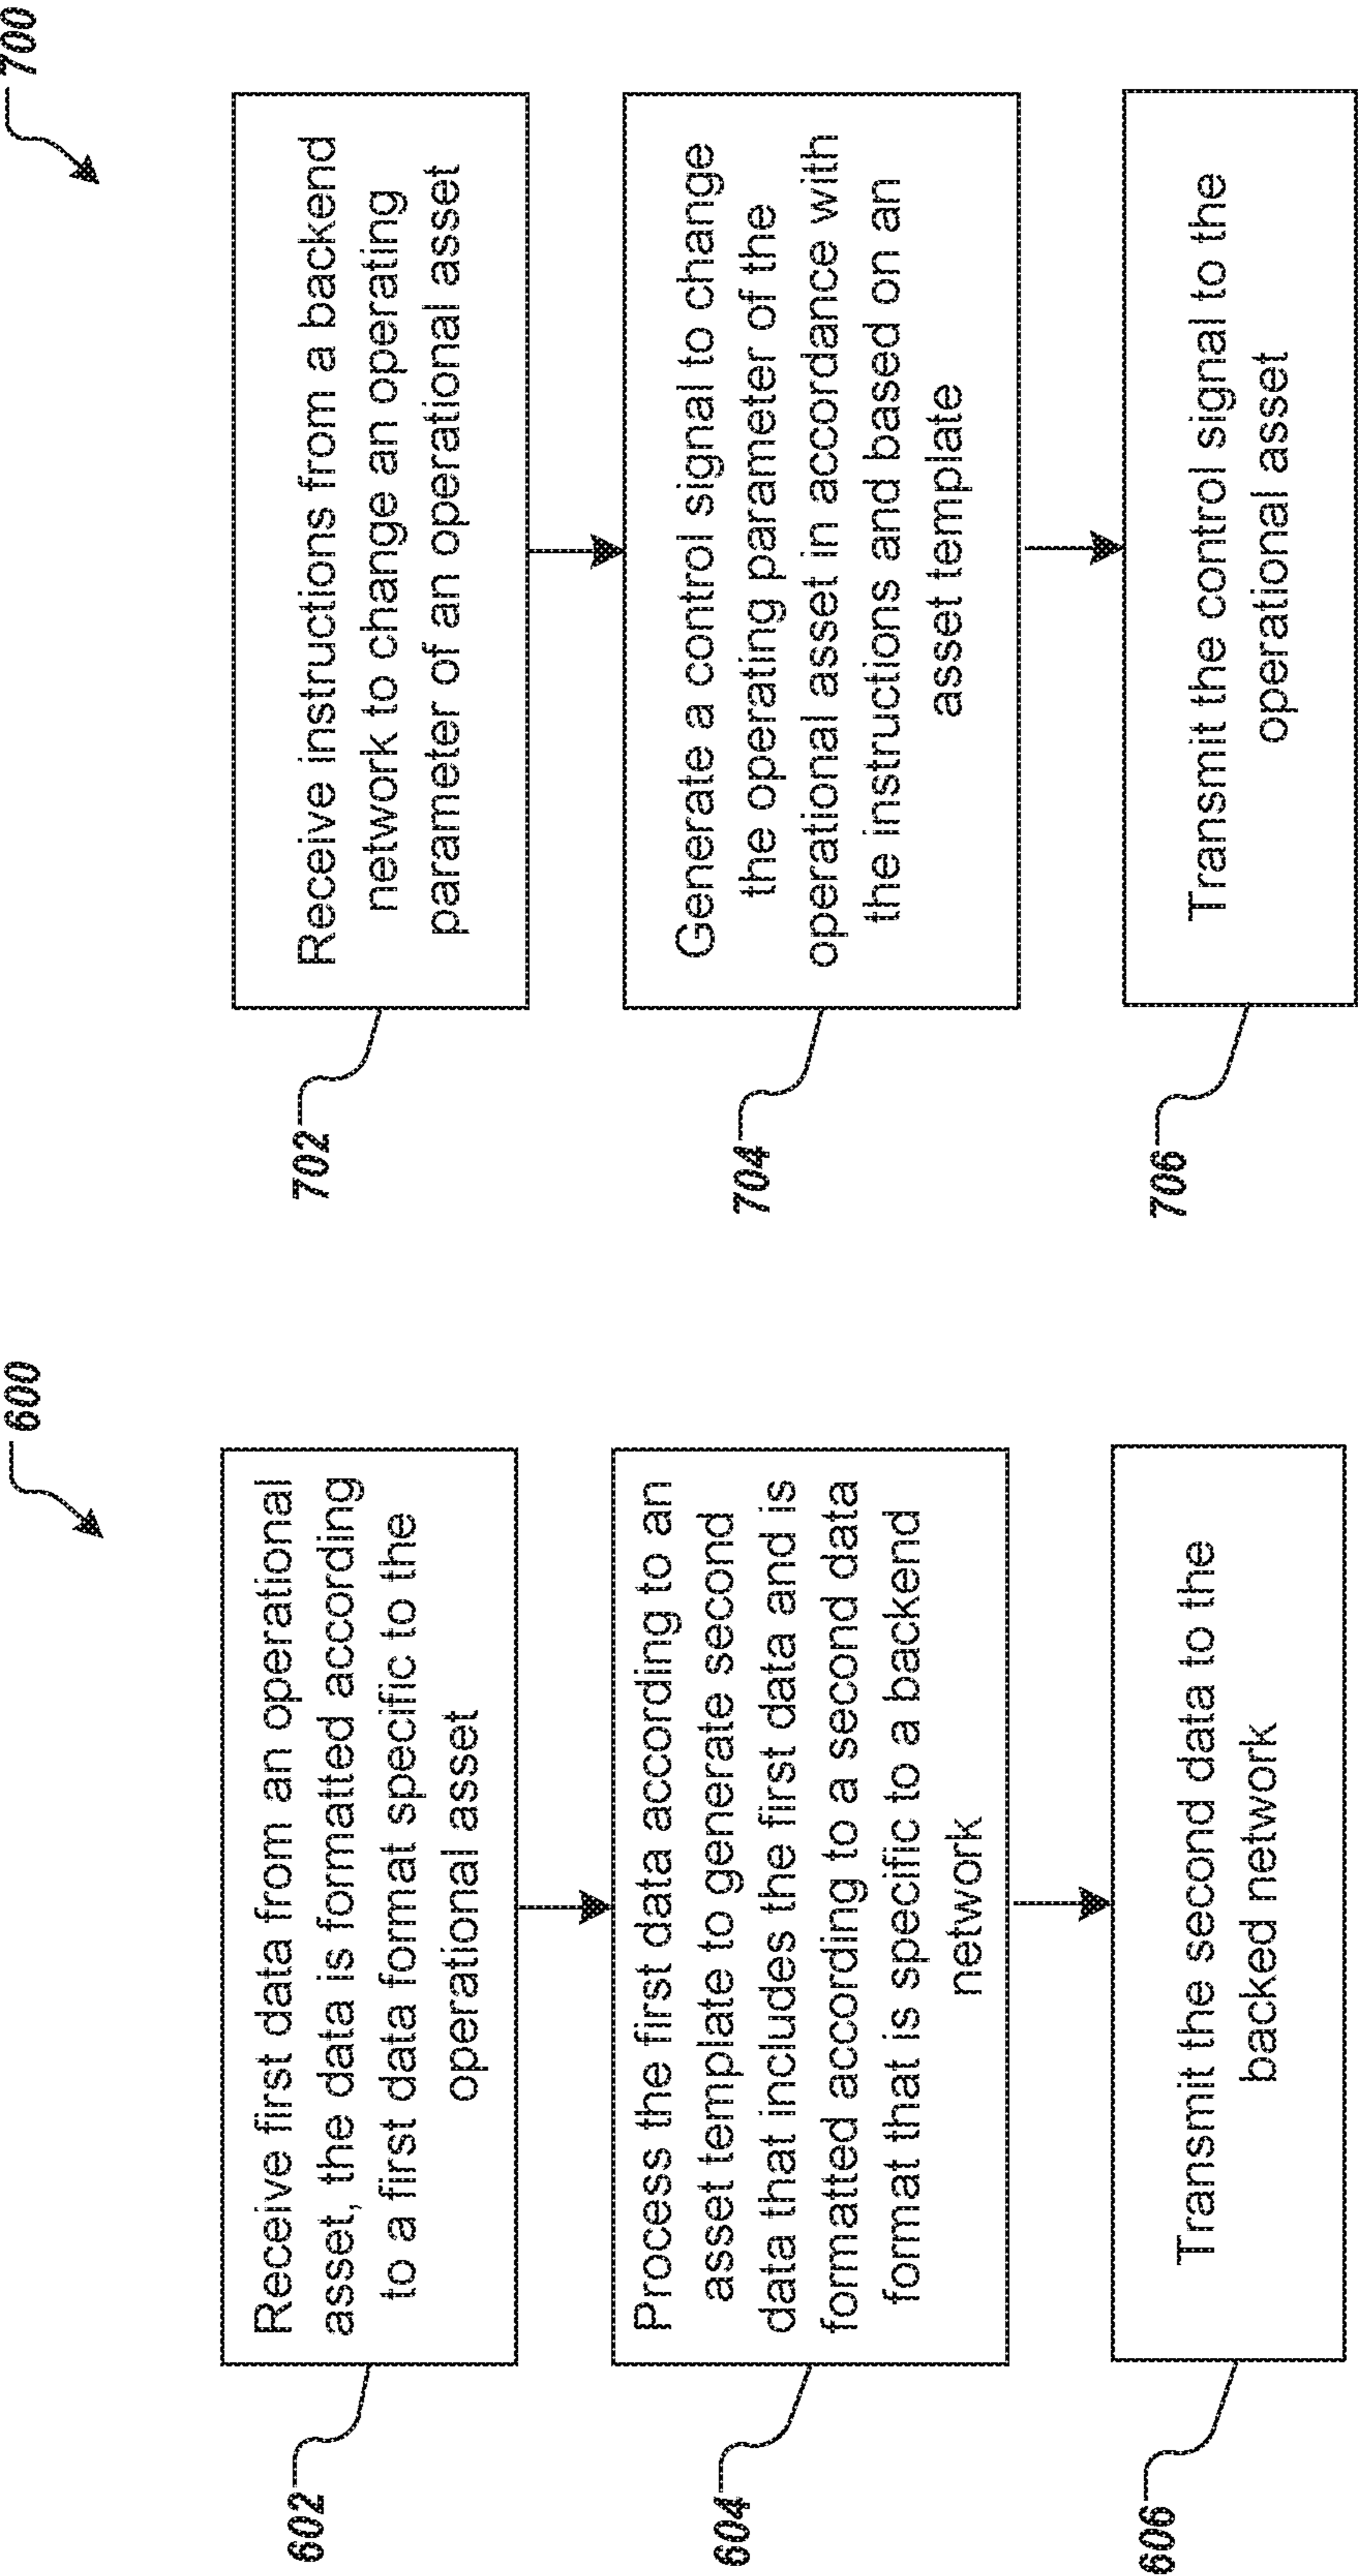 600
602
Receive first data from an operational
asset, the data is formatted according
to a first data format specific to the
operational asset
604
Process the first data according to an
asset template to generate second
data that includes the first data and is
formatted according to a second data
format that is specific to a backend
network
606
Transmit the second data to the
backed network
700
702
Receive instructions from a backend
network to change an operating
parameter of an operational asset
704
Generate a control signal to change
the operating parameter of the
operational asset in accordance with
the instructions and based on an
asset template
706
Transmit the control signal to the
operational asset